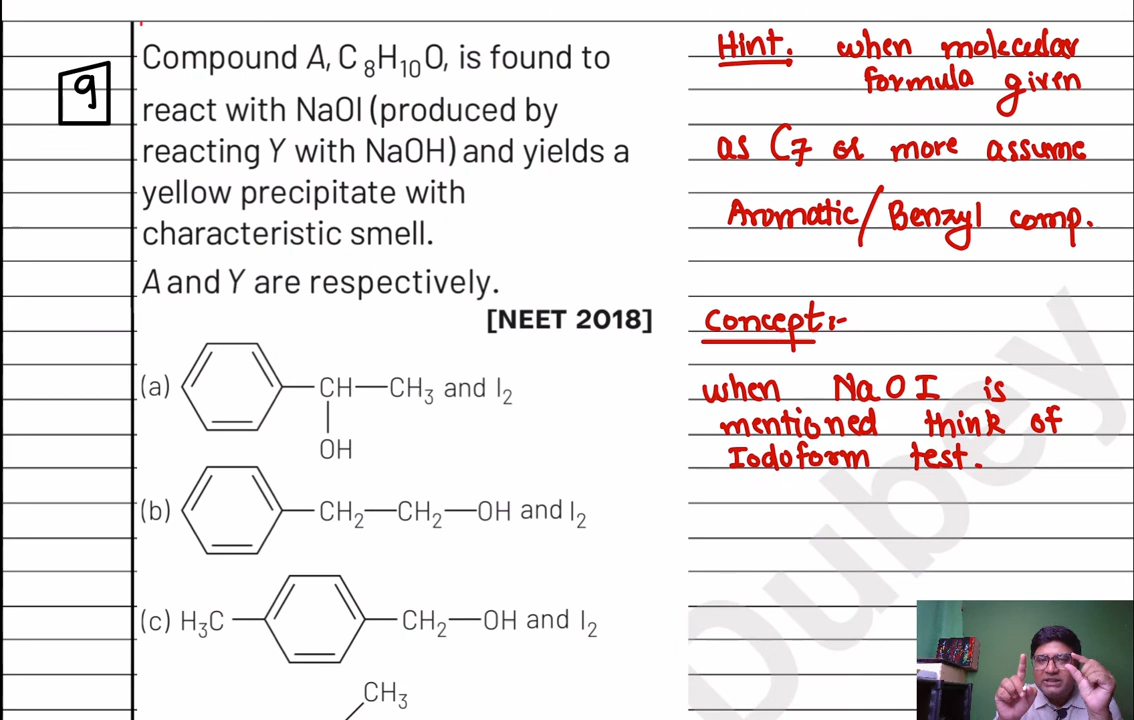 9
Compound A, C₈H₁₀O, is found to
react with NaOI (produced by
reacting Y with NaOH) and yields a
yellow precipitate with
characteristic smell.
A and Y are respectively.
[NEET 2018]
(a) CH—CH₃ and I₂
OH
(b) CH₂—CH₂—OH and I₂
(c) H₃C CH₂—OH and I₂
CH₃
Hint. when molecular
formula given
as C7 or more assume
Aromatic/Benzyl comp.
Concept:-
when NaOI is
mentioned think of
Iodoform test.
Dubey